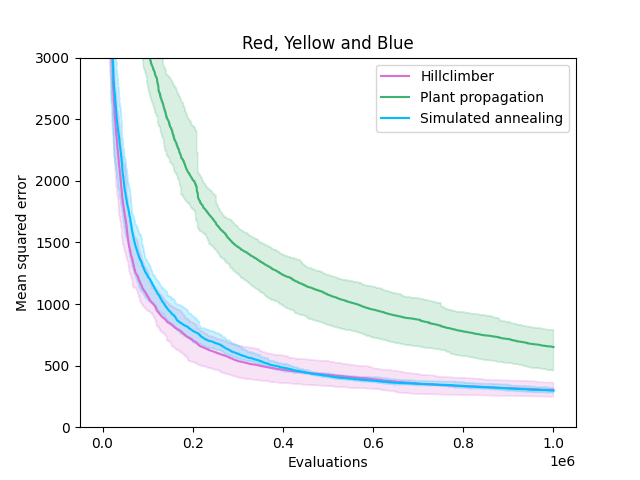 Red, Yellow and Blue
Hillclimber
Plant propagation
Simulated annealing
Mean squared error
3000
2500
2000
1500
1000
500
0
0.0 0.2 0.4 0.6 0.8 1.0
1e6
Evaluations